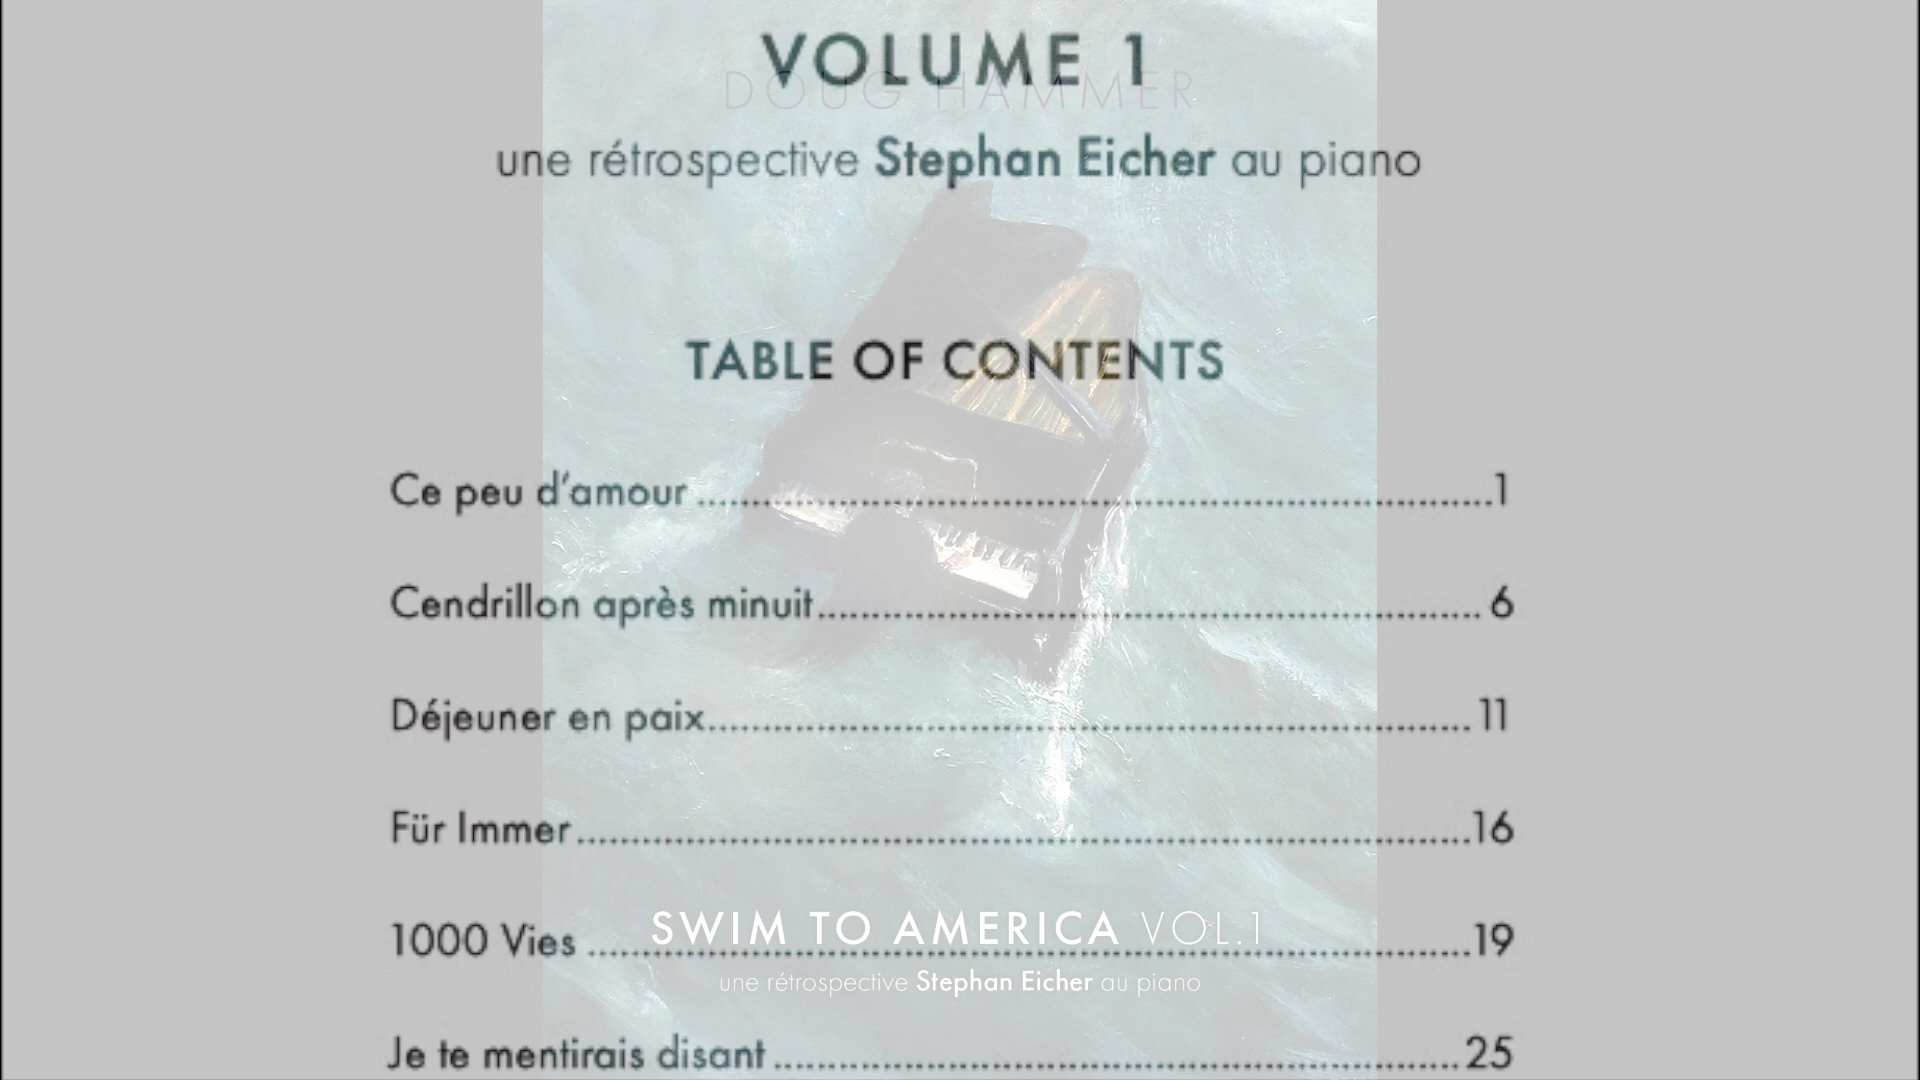 VOLUME 1
DOUG HAMMER
une rétrospective Stephan Eicher au piano
TABLE OF CONTENTS
Ce peu d'amour........1
Cendrillon après minuit........6
Déjeuner en paix........11
Für Immer........16
1000 Vies........19
SWIM TO AMERICA VOL.1
une rétrospective Stephan Eicher au piano
Je te mentirais disant........25